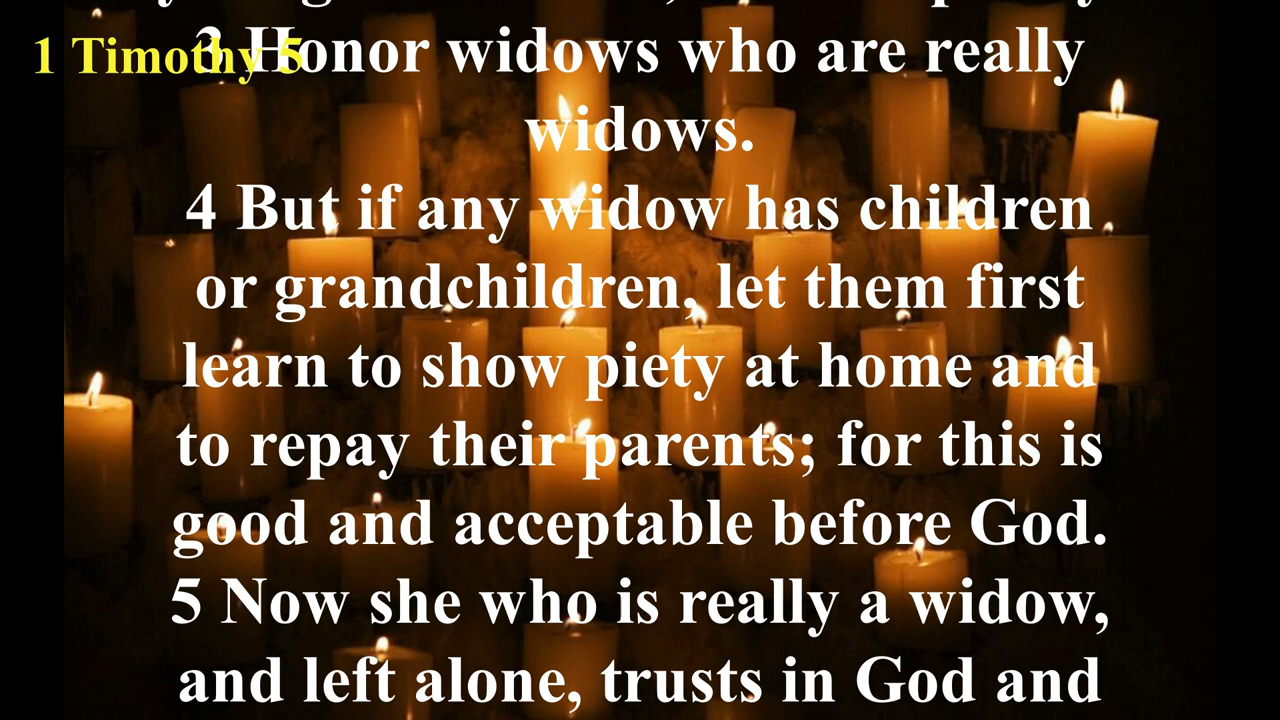 1 Timothy 5
3 Honor widows who are really
widows.
4 But if any widow has children
or grandchildren, let them first
learn to show piety at home and
to repay their parents; for this is
good and acceptable before God.
5 Now she who is really a widow,
and left alone, trusts in God and